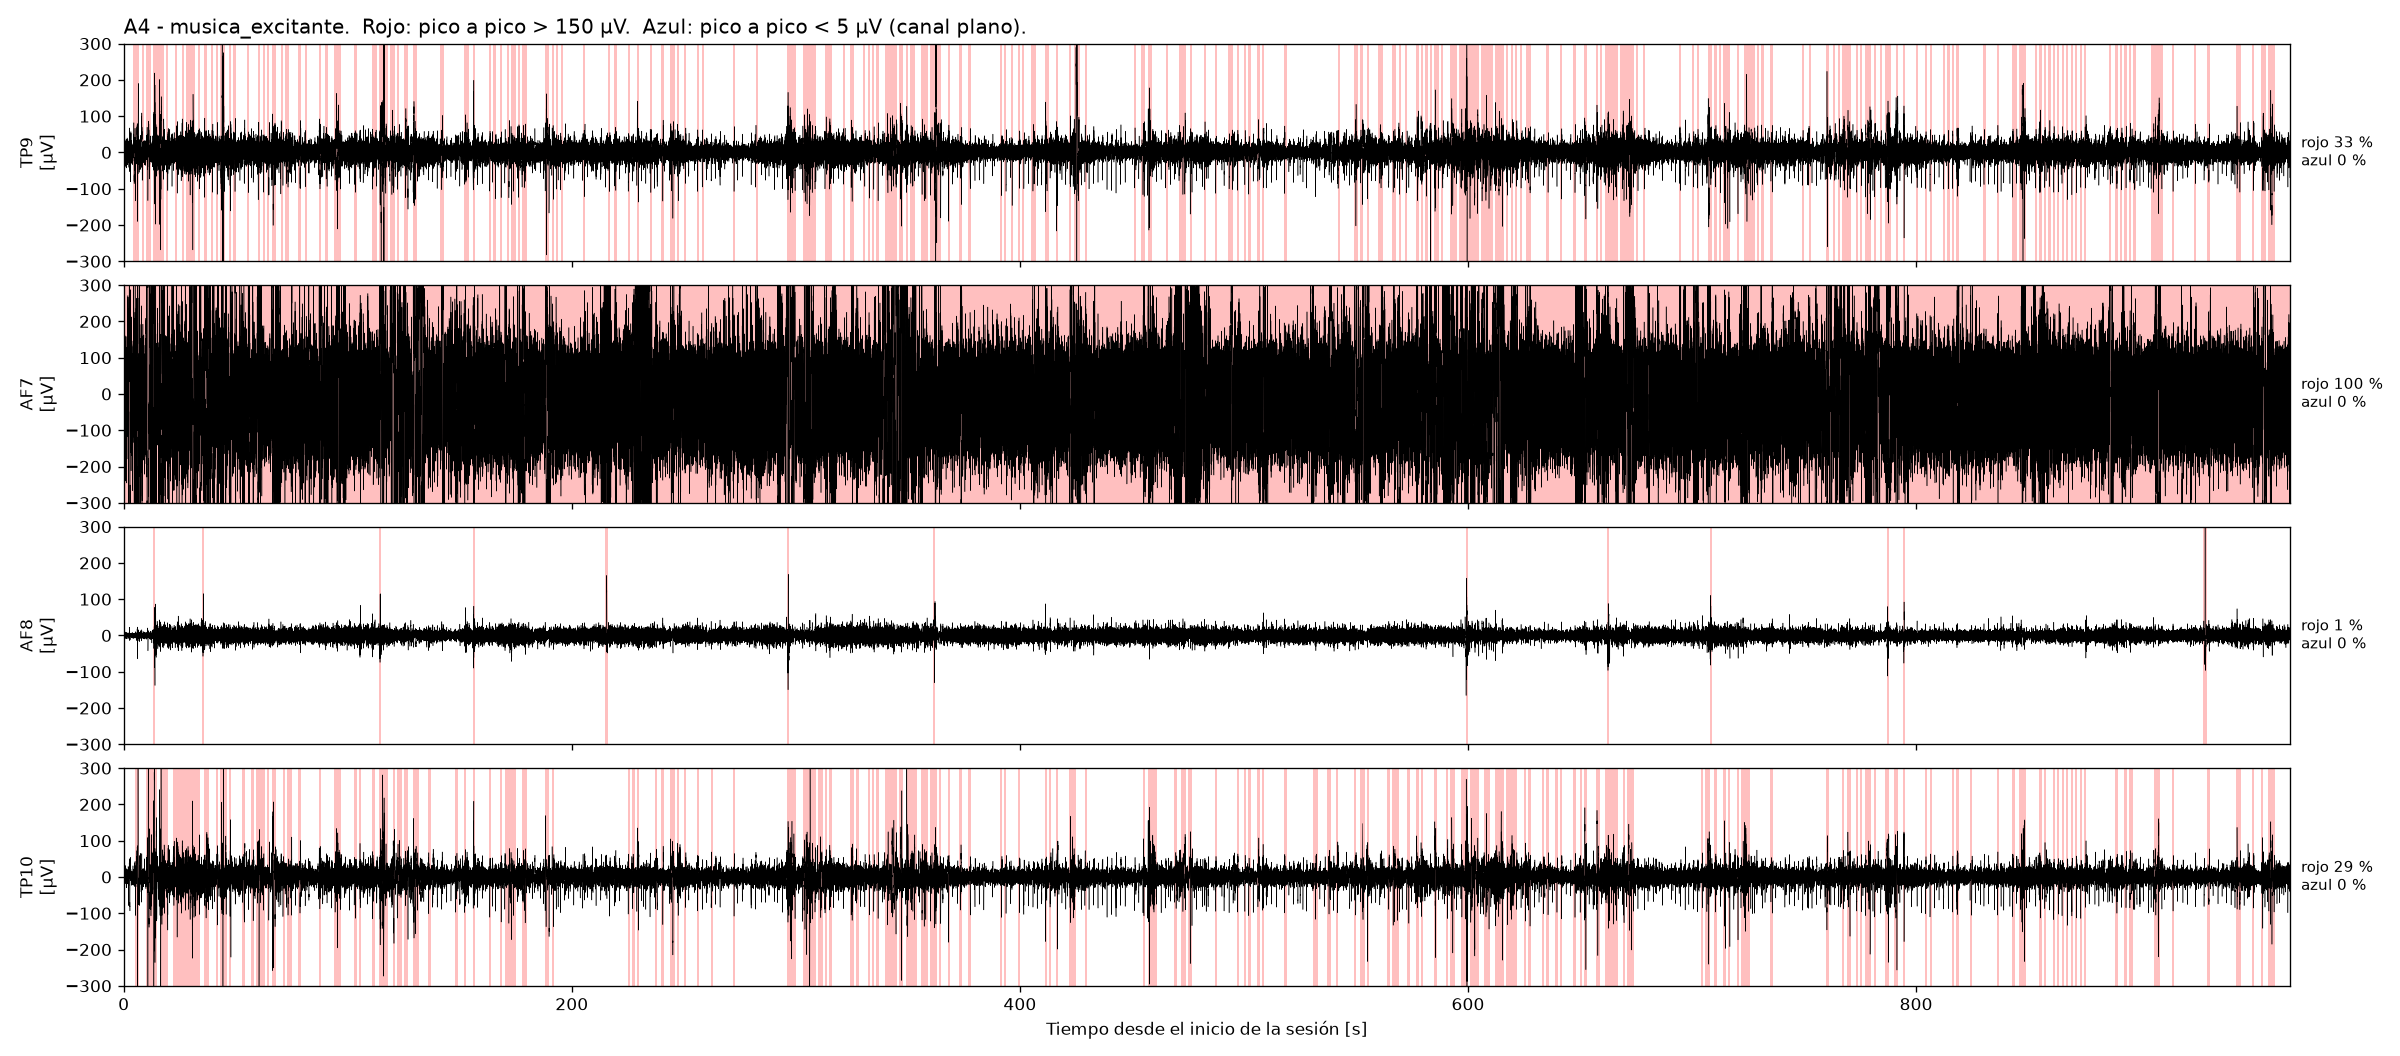 A4 - musica_excitante.  Rojo: pico a pico > 150 µV.  Azul: pico a pico < 5 µV (canal plano).
300
200
100
0
−100
−200
−300
TP9
[µV]
rojo 33 %
azul 0 %
300
200
100
0
−100
−200
−300
AF7
[µV]
rojo 100 %
azul 0 %
300
200
100
0
−100
−200
−300
AF8
[µV]
rojo 1 %
azul 0 %
300
200
100
0
−100
−200
−300
TP10
[µV]
rojo 29 %
azul 0 %
0 200 400 600 800
Tiempo desde el inicio de la sesión [s]